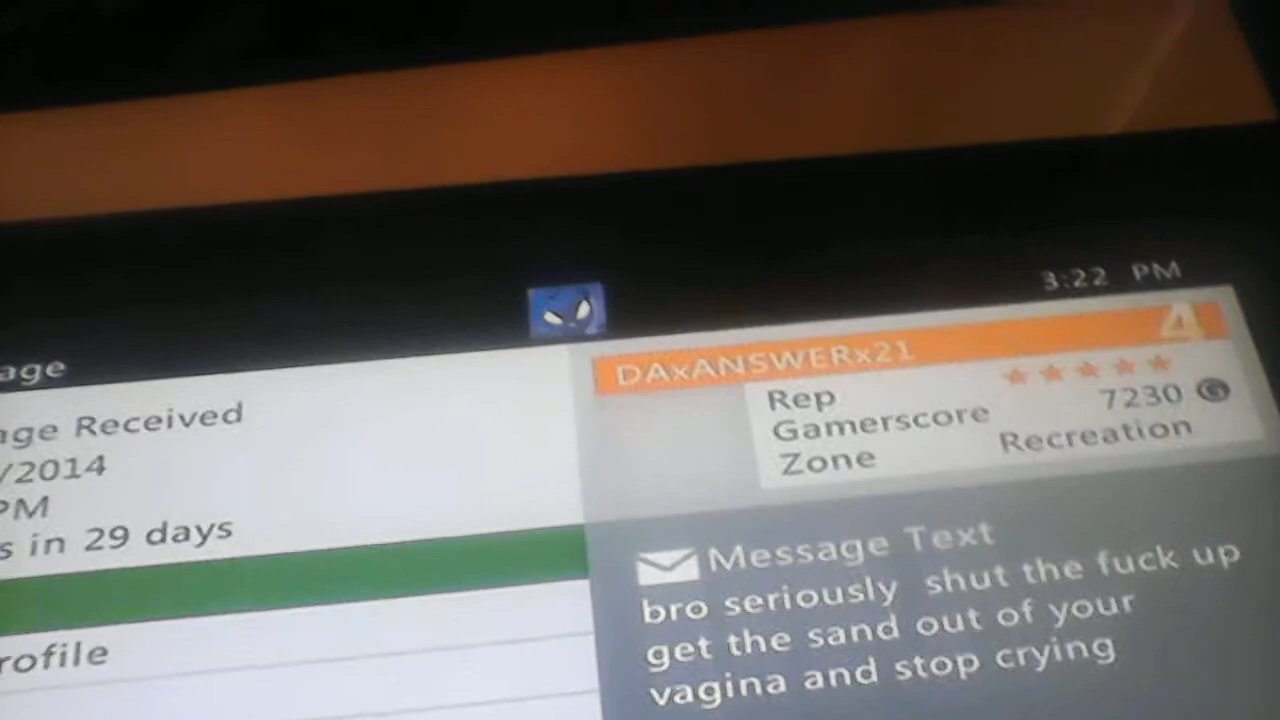 3:22 PM
age
DAxANSWERx21
4
Rep
Gamerscore 7230 G
Zone Recreation
age Received
/2014
PM
s in 29 days
rofile
Message Text
bro seriously shut the fuck up
get the sand out of your
vagina and stop crying